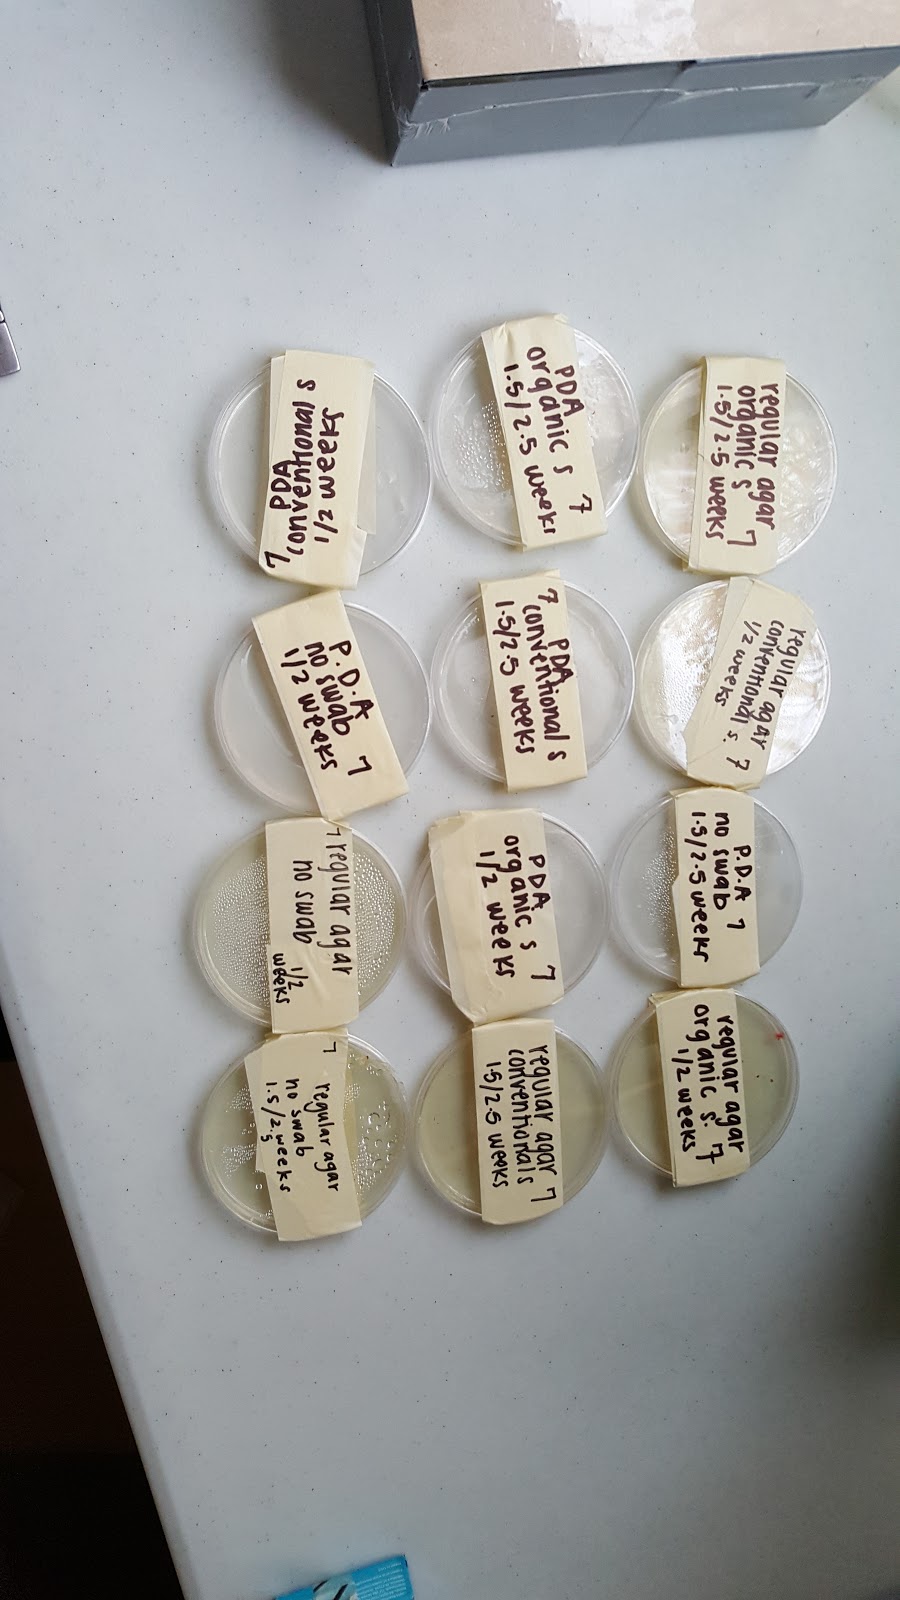 PDA
conventional s
1/2 weeks
7
PDA
organic s 7
1.5/2.5 weeks
regular agar
organic s 7
1.5/2.5 weeks
P.D.A
no swab 7
1/2 weeks
7 PDA
conventional s
1.5/2.5 weeks
regular agar
conventional s. 7
1/2 weeks
7 regular agar
no swab 1/2
weeks
PDA
organic s 7
1/2 weeks
P.D.A 7
no swab
1.5/2.5 weeks
7 regular agar
no swab
1.5/2.5 weeks
regular agar 7
conventional s
1.5/2.5 weeks
regular agar
organic s. 7
1/2 weeks